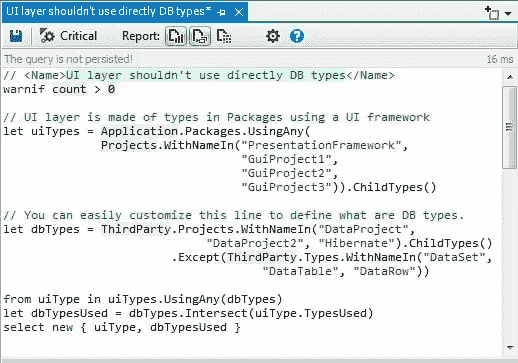 UI layer shouldn't use directly DB types*
Critical Report:
The query is not persisted! 16 ms
// <Name>UI layer shouldn't use directly DB types</Name>
warnif count > 0
// UI layer is made of types in Packages using a UI framework
let uiTypes = Application.Packages.UsingAny(
Projects.WithNameIn("PresentationFramework",
"GuiProject1",
"GuiProject2",
"GuiProject3")).ChildTypes()
// You can easily customize this line to define what are DB types.
let dbTypes = ThirdParty.Projects.WithNameIn("DataProject",
"DataProject2", "Hibernate").ChildTypes()
.Except(ThirdParty.Types.WithNameIn("DataSet",
"DataTable", "DataRow"))
from uiType in uiTypes.UsingAny(dbTypes)
let dbTypesUsed = dbTypes.Intersect(uiType.TypesUsed)
select new { uiType, dbTypesUsed }